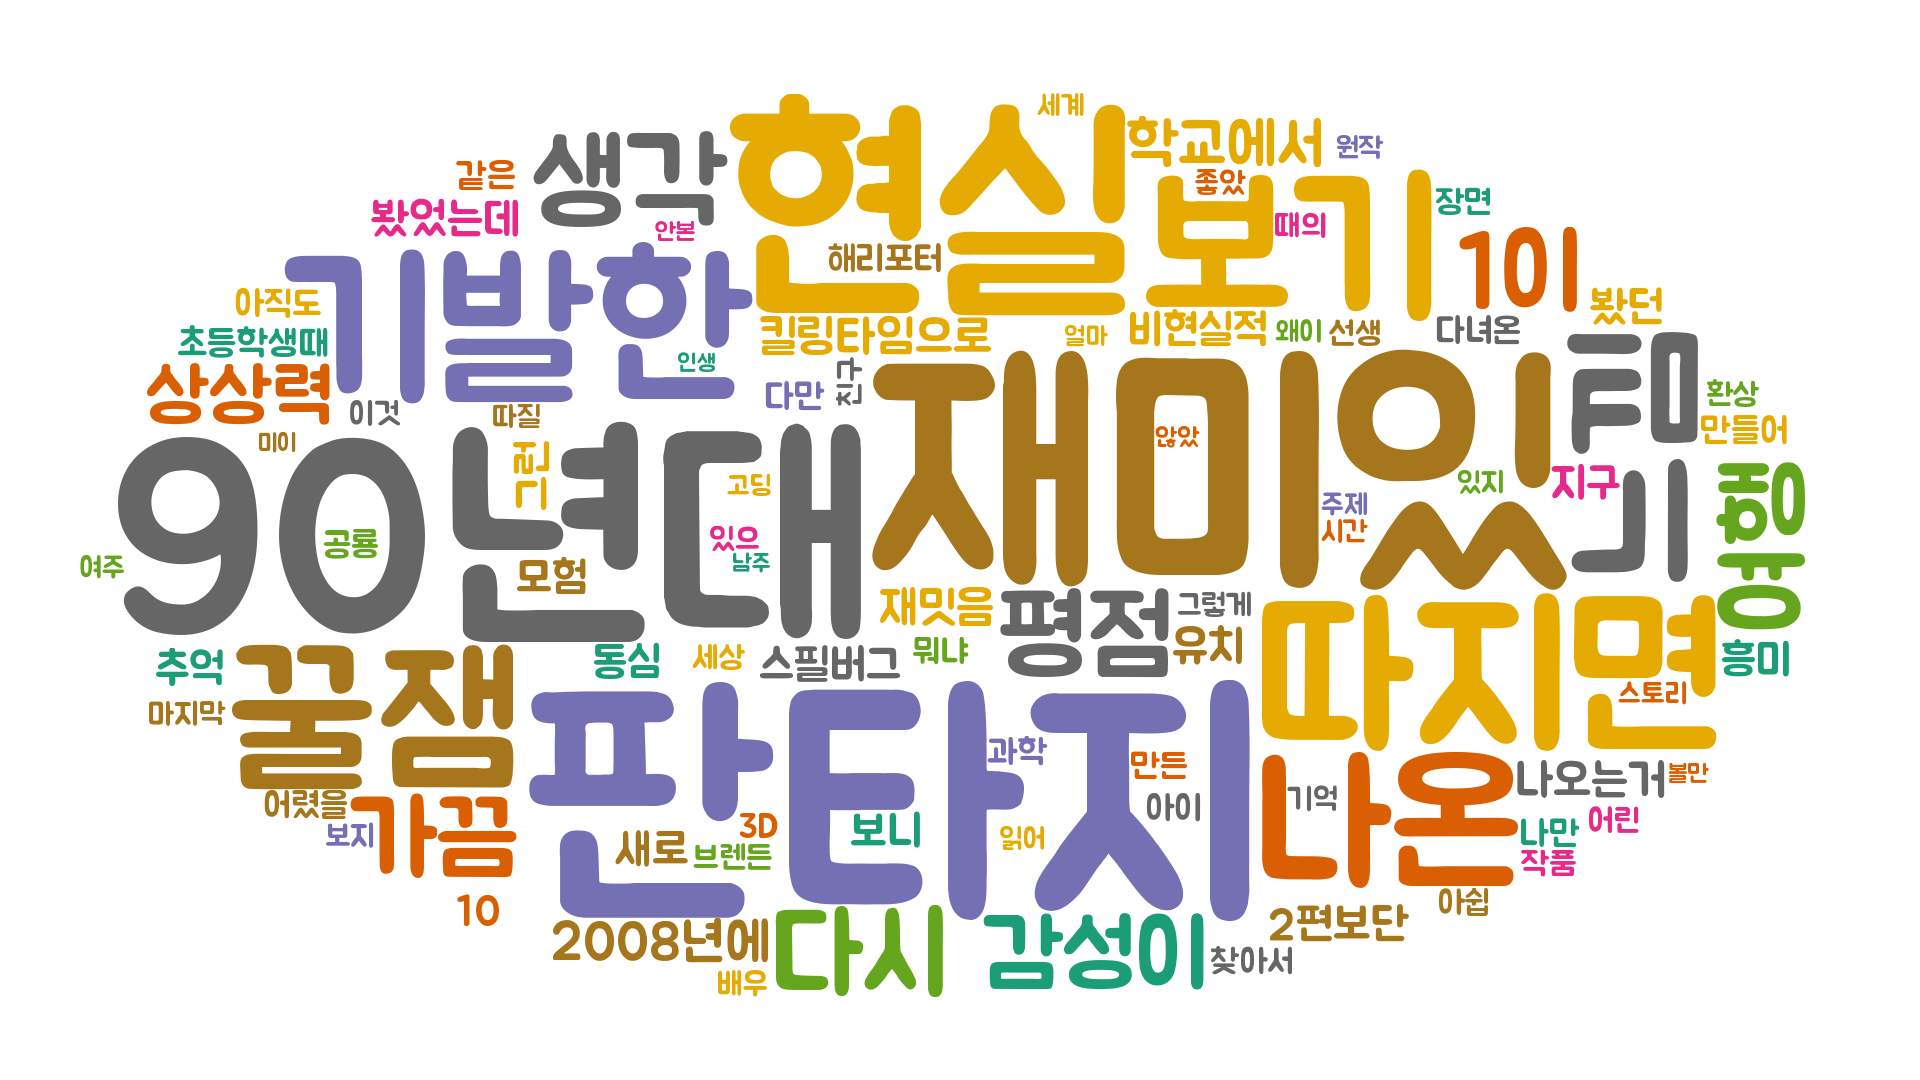 세계
현실보기
학교에서
원작
생각
같은
좋았
장면
봤었는데
안본
때의
해리포터
10이
기발한
아직도
봤던
초등학생때
킬링타임으로
얼마
비현실적
왜이
선생
다녀온
인생
상상력
이것
따질
다만
친구
재미있
환상
만들어
미이
90년대
그런
고딩
않았
있지
지구
여행
주제
시간
공룡
있으
남주
여주
모험
재밋음
평점
그렇게
유치
따지면
추억
동심
세상
스필버그
뭐냐
흥미
스토리
마지막
꿀잼
판타지
과학
만든
나온
나오는거
볼만
어렸을
가끔
보지
3D
새로
브렌든
보니
읽어
아이
기억
나만
어린
작품
10
2008년에
다시
감성이
2편보단
아쉽
배우
찾아서